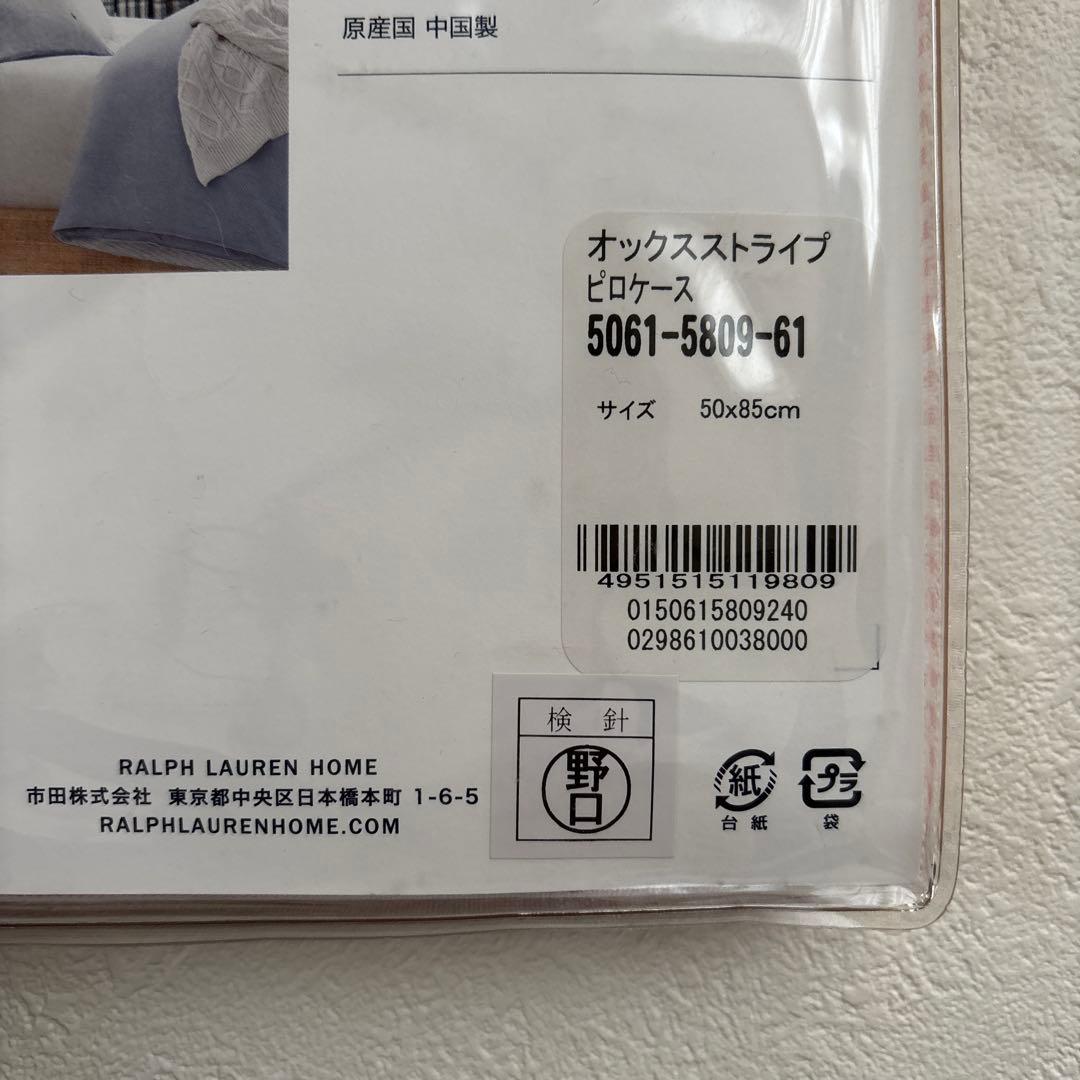 原産国 中国製
オックスストライプ
ピロケース
5061-5809-61
サイズ 50x85cm
4951515119809
0150615809240
0298610038000
検 針
野口
紙
台 紙
プラ
袋
RALPH LAUREN HOME
市田株式会社 東京都中央区日本橋本町 1-6-5
RALPHLAURENHOME.COM